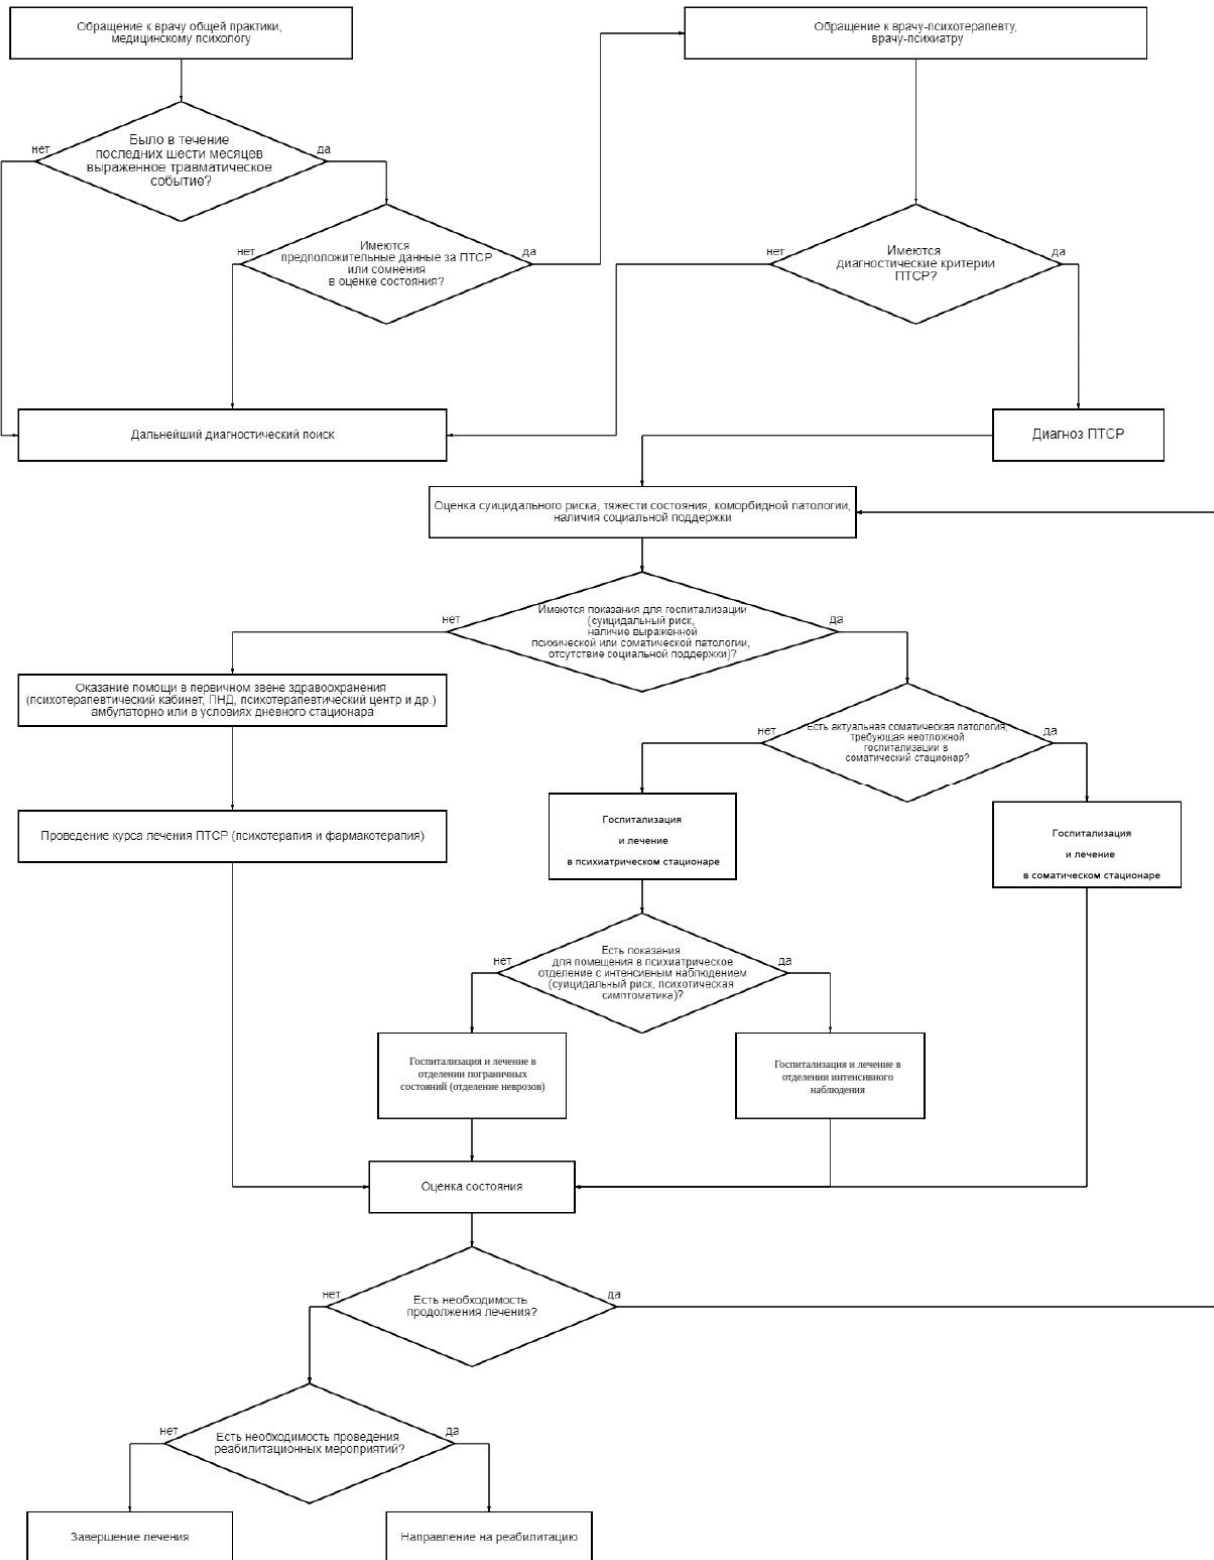 Обращение к врачу общей практики,
медицинскому психологу
Обращение к врачу-психотерапевту,
врачу-психиатру
нет
да
Было в течение
последних шести месяцев
выраженное травматическое
событие?
нет
да
Имеются
предположительные данные за ПТСР
или сомнения
в оценке состояния?
нет
да
Имеются
диагностические критерии
ПТСР?
Дальнейший диагностический поиск
Диагноз ПТСР
Оценка суицидального риска, тяжести состояния, коморбидной патологии,
наличия социальной поддержки
нет
да
Имеются показания для госпитализации
(суицидальный риск,
наличие выраженной
психической или соматической патологии,
отсутствие социальной поддержки)?
Оказание помощи в первичном звене здравоохранения
(психотерапевтический кабинет, ПНД, психотерапевтический центр и др.)
амбулаторно или в условиях дневного стационара
нет
да
Есть актуальная соматическая патология,
требующая неотложной
госпитализации в
соматический стационар?
Проведение курса лечения ПТСР (психотерапия и фармакотерапия)
Госпитализация
и лечение
в психиатрическом стационаре
Госпитализация
и лечение
в соматическом стационаре
нет
да
Есть показания
для помещения в психиатрическое
отделение с интенсивным наблюдением
(суицидальный риск, психотическая
симптоматика)?
Госпитализация и лечение в
отделении пограничных
состояний (отделение неврозов)
Госпитализация и лечение в
отделении интенсивного
наблюдения
Оценка состояния
нет
да
Есть необходимость
продолжения лечения?
нет
да
Есть необходимость проведения
реабилитационных мероприятий?
Завершение лечения
Направление на реабилитацию